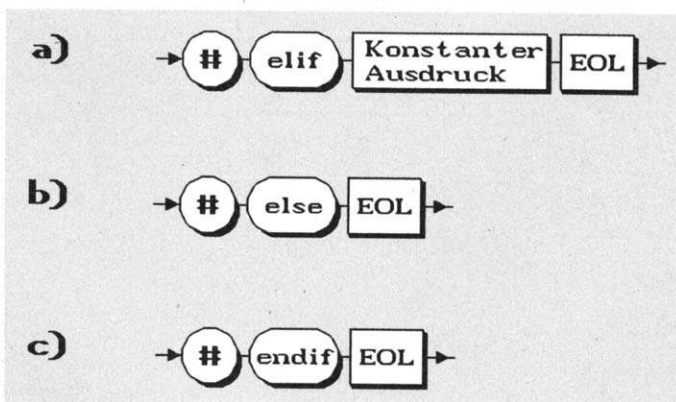 a) # elif Konstanter Ausdruck EOL
b) # else EOL
c) # endif EOL